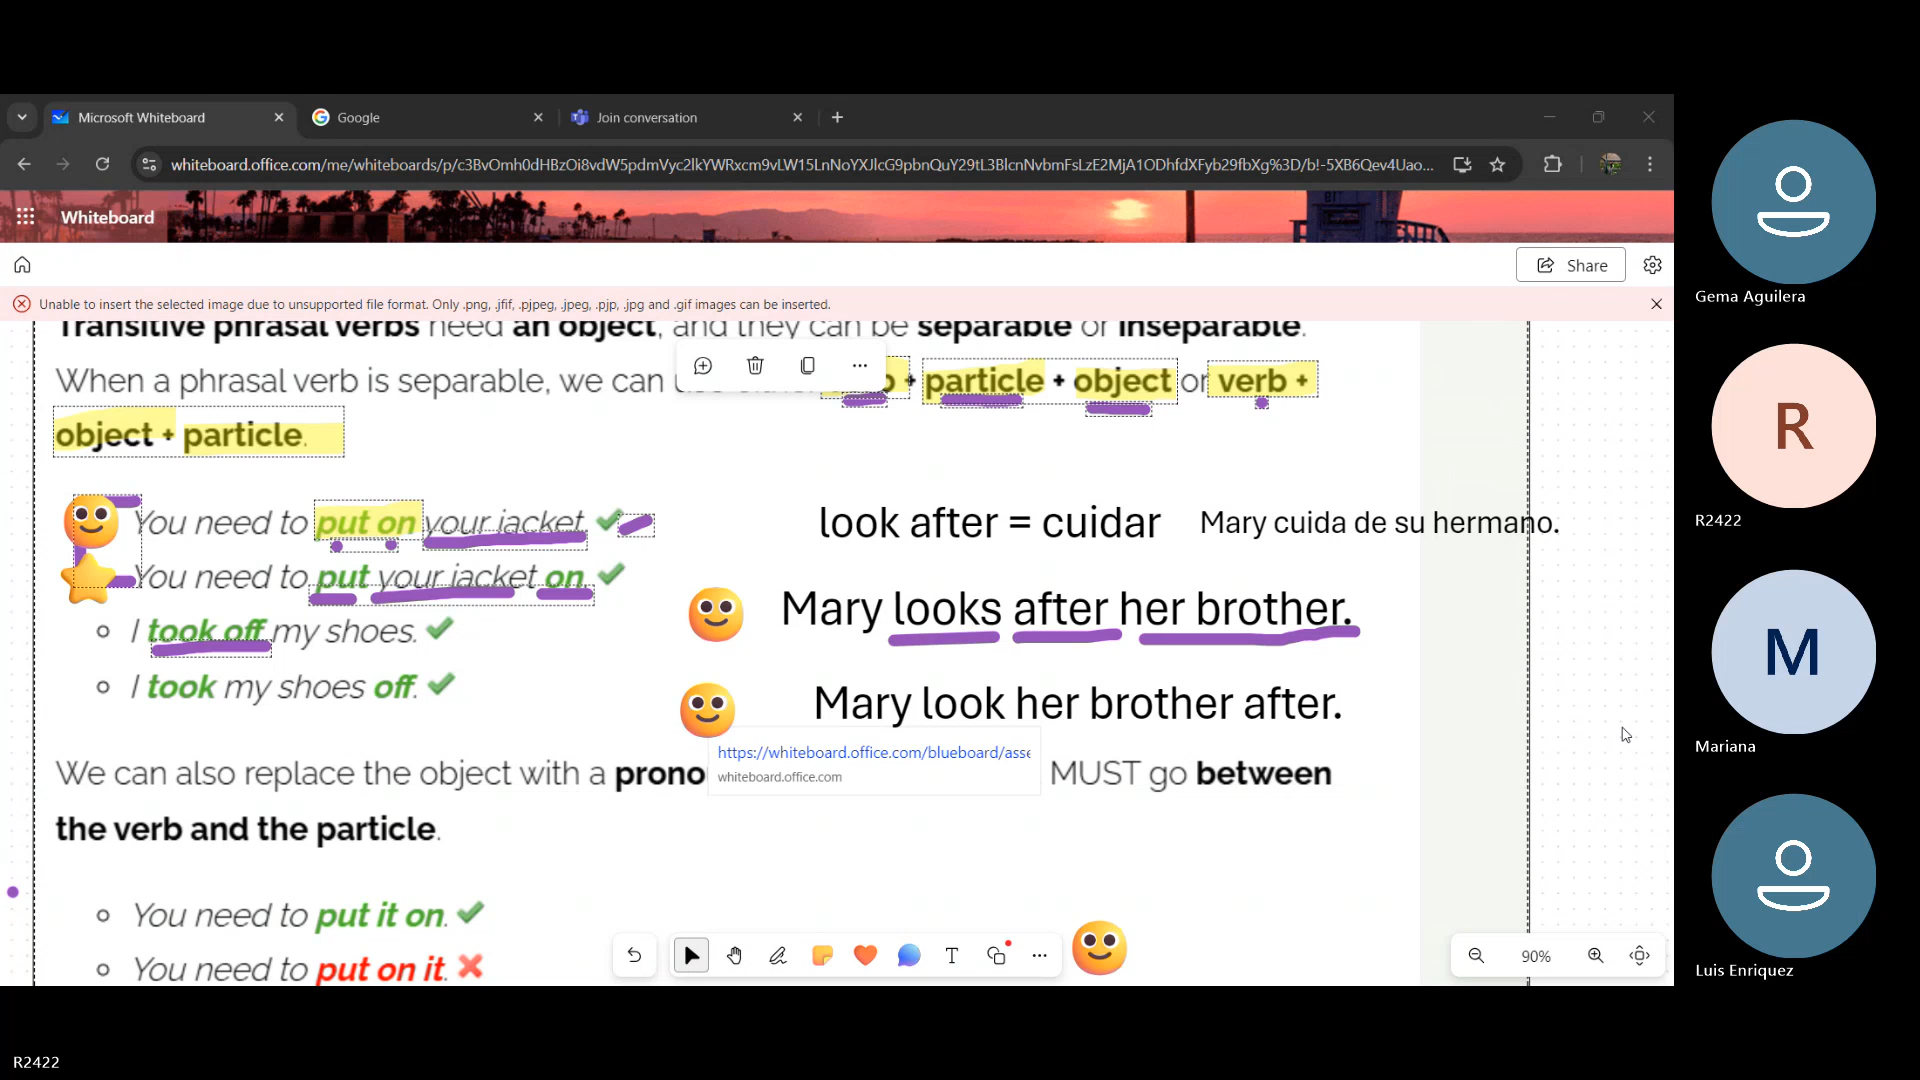 Microsoft Whiteboard
Google
Join conversation
whiteboard.office.com/me/whiteboards/p/c3BvOmh0dHBzOi8vdW5pdmVyc2lkYWRxcm9vLW15LnNoYXJlcG9pbnQuY29tL3BlcnNvbmFsLzE2MjA1ODhfdXFyb29fbXg%3D/b!-5XB6Qev4Uao...
Whiteboard
Share
Unable to insert the selected image due to unsupported file format. Only .png, .jfif, .pjpeg, .jpeg, .pjp, .jpg and .gif images can be inserted.
Transitive phrasal verbs need an object, and they can be separable or inseparable.
When a phrasal verb is separable, we can + particle + object or verb +
object + particle.
You need to put on your jacket.
You need to put your jacket on
I took off my shoes.
I took my shoes off.
look after = cuidar
Mary cuida de su hermano.
Mary looks after her brother.
Mary look her brother after.
https://whiteboard.office.com/blueboard/asse
whiteboard.office.com
We can also replace the object with a MUST go between
the verb and the particle.
You need to put it on.
You need to put on it.
90%
Gema Aguilera
R
R2422
M
Mariana
Luis Enriquez
R2422